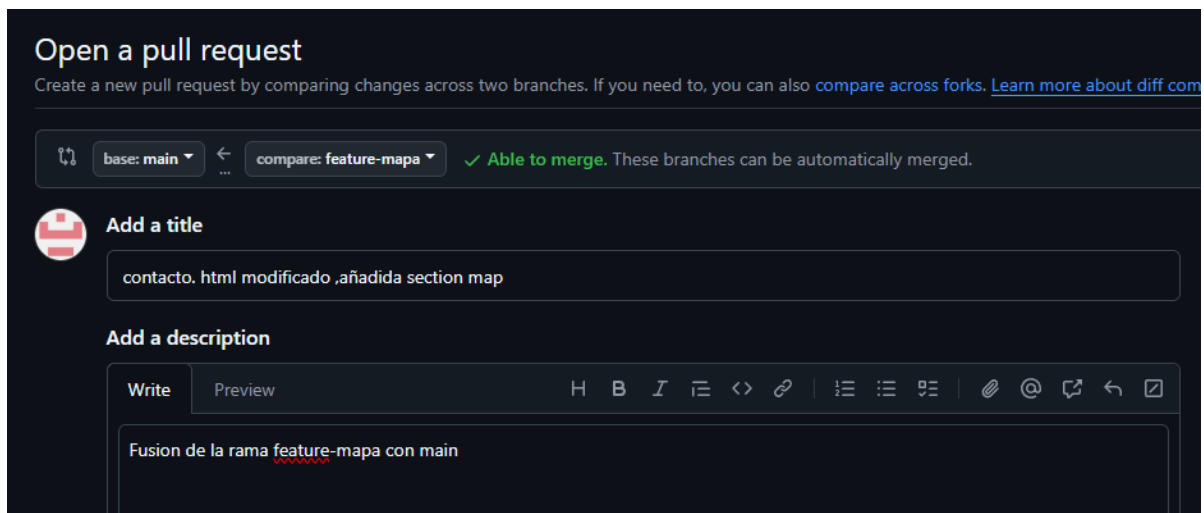 Open a pull request
Create a new pull request by comparing changes across two branches. If you need to, you can also compare across forks. Learn more about diff com
base: main ← compare: feature-mapa ✓ Able to merge. These branches can be automatically merged.
...
Add a title
contacto. html modificado ,añadida section map
Add a description
Write Preview
Fusion de la rama feature-mapa con main